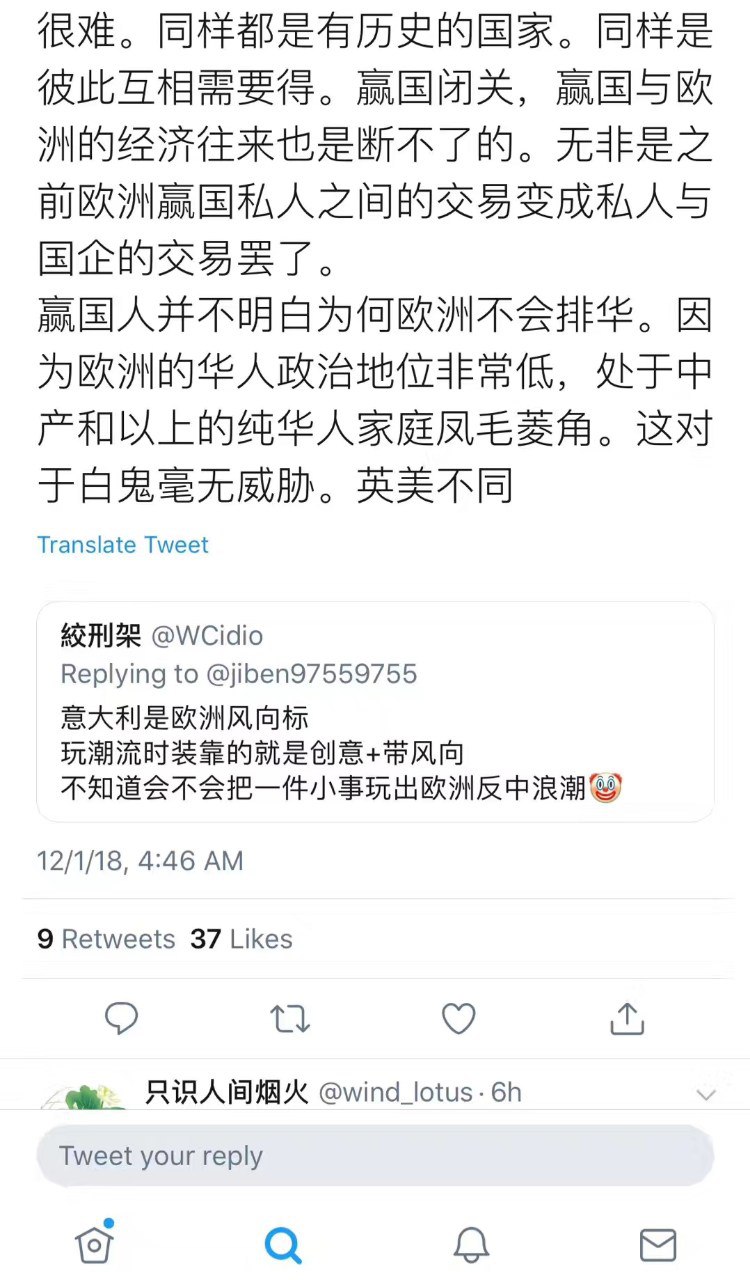 很难。同样都是有历史的国家。同样是
彼此互相需要得。赢国闭关，赢国与欧
洲的经济往来也是断不了的。无非是之
前欧洲赢国私人之间的交易变成私人与
国企的交易罢了。
赢国人并不明白为何欧洲不会排华。因
为欧洲的华人政治地位非常低，处于中
产和以上的纯华人家庭凤毛菱角。这对
于白鬼毫无威胁。英美不同
Translate Tweet
絞刑架 @WCidio
Replying to @jiben97559755
意大利是欧洲风向标
玩潮流时装靠的就是创意+带风向
不知道会不会把一件小事玩出欧洲反中浪潮🤡
12/1/18, 4:46 AM
9 Retweets 37 Likes
只识人间烟火 @wind_lotus · 6h
Tweet your reply